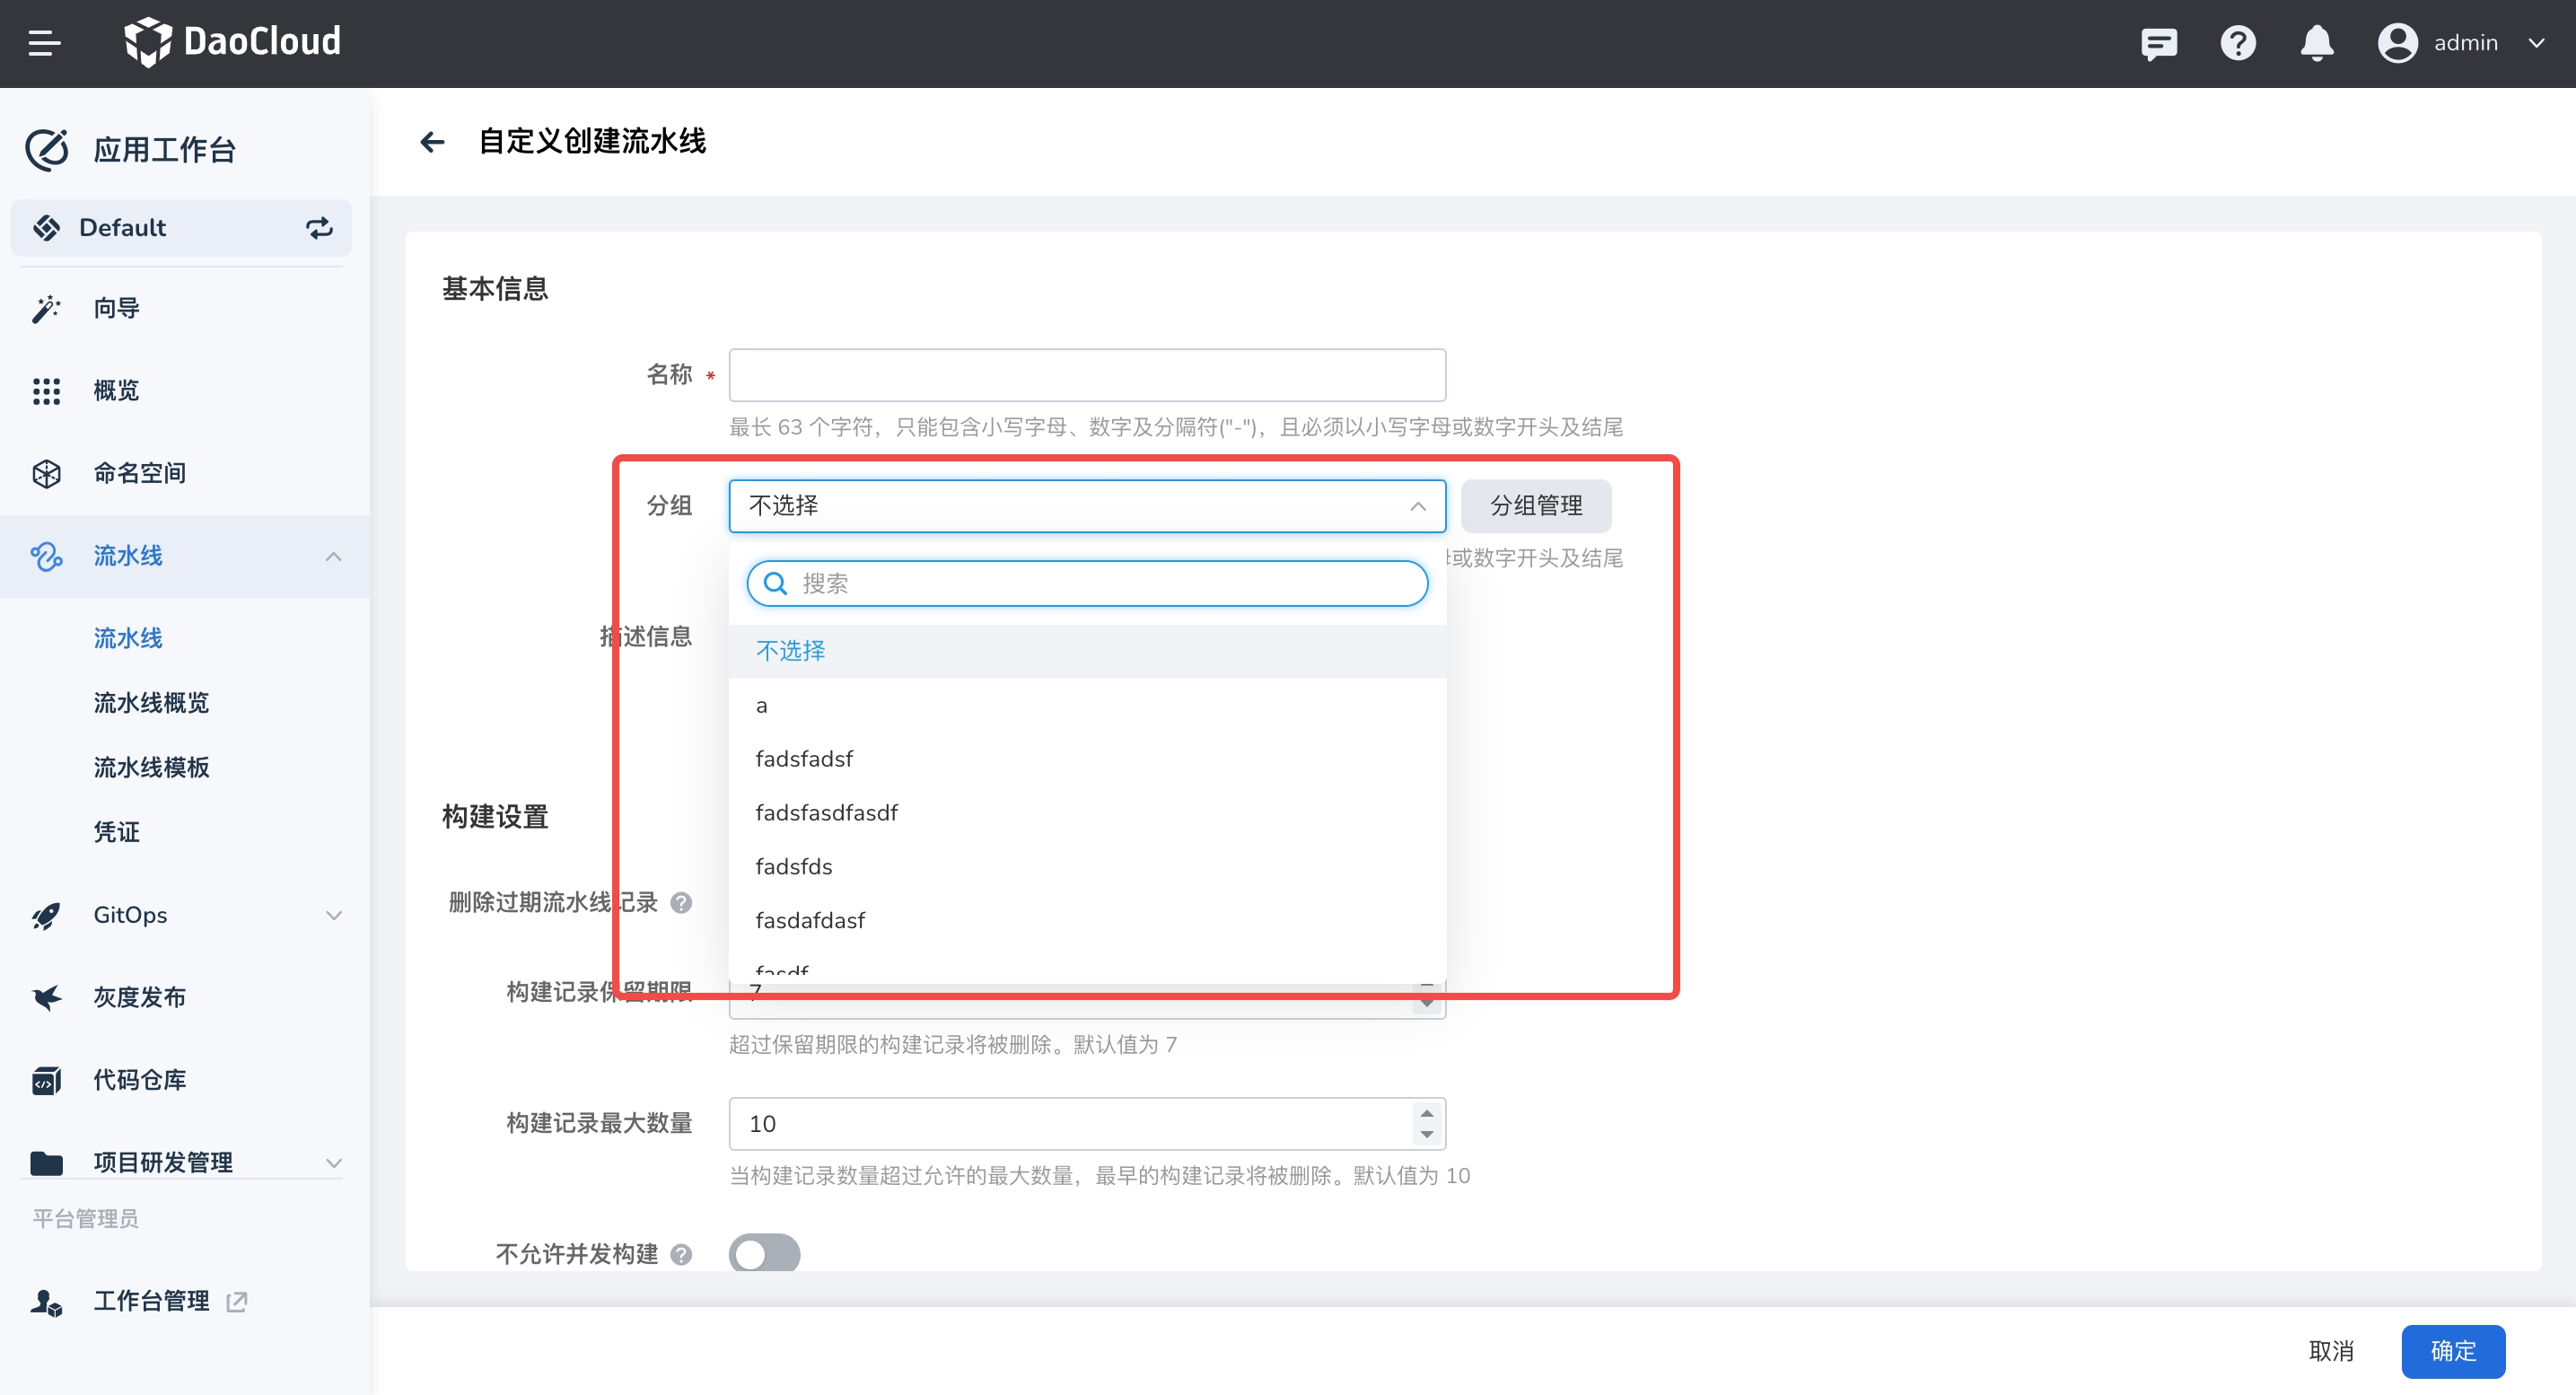 DaoCloud
admin
应用工作台
Default
向导
概览
命名空间
流水线
流水线
流水线概览
流水线模板
凭证
GitOps
灰度发布
代码仓库
项目研发管理
平台管理员
工作台管理
自定义创建流水线
基本信息
名称 *
最长 63 个字符，只能包含小写字母、数字及分隔符("-")，且必须以小写字母或数字开头及结尾
分组 不选择 分组管理
或数字开头及结尾
搜索
描述信息
不选择
a
fadsfadsf
fadsfasdfasdf
fadsfds
fasdafdasf
fasdf
构建设置
删除过期流水线记录
构建记录保留期限 7
超过保留期限的构建记录将被删除。默认值为 7
构建记录最大数量 10
当构建记录数量超过允许的最大数量，最早的构建记录将被删除。默认值为 10
不允许并发构建
取消 确定